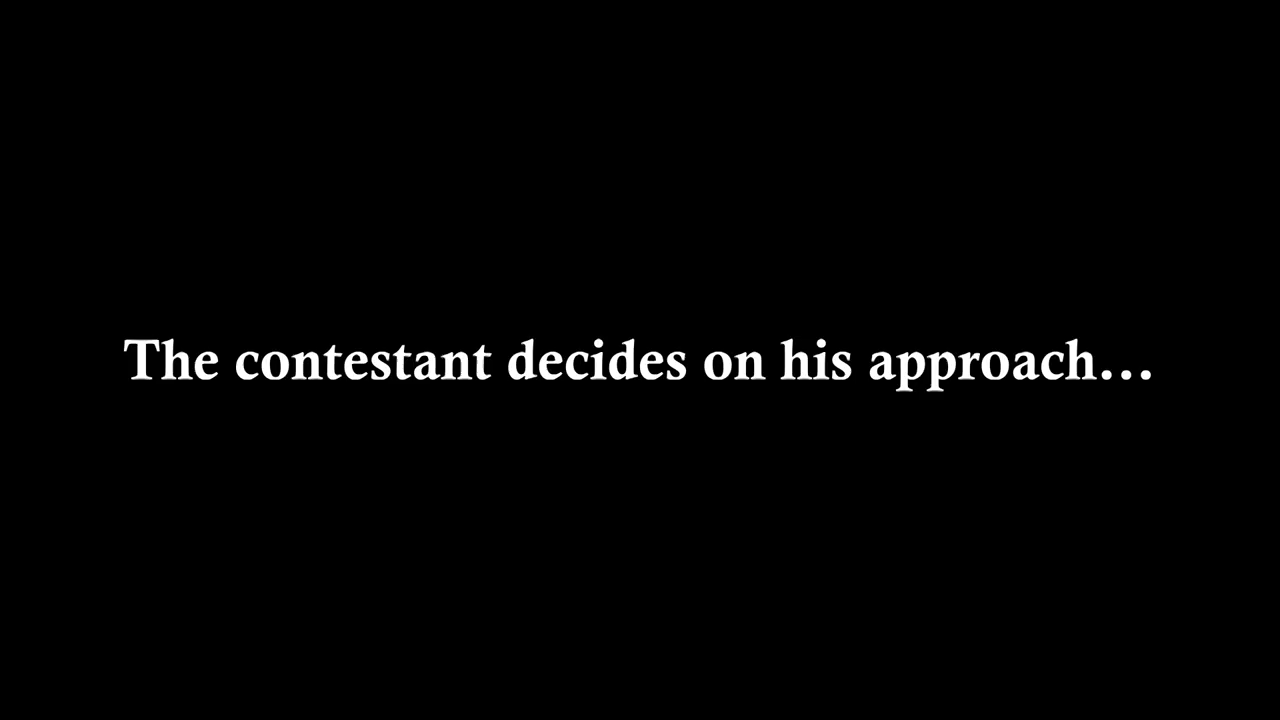 The contestant decides on his approach…